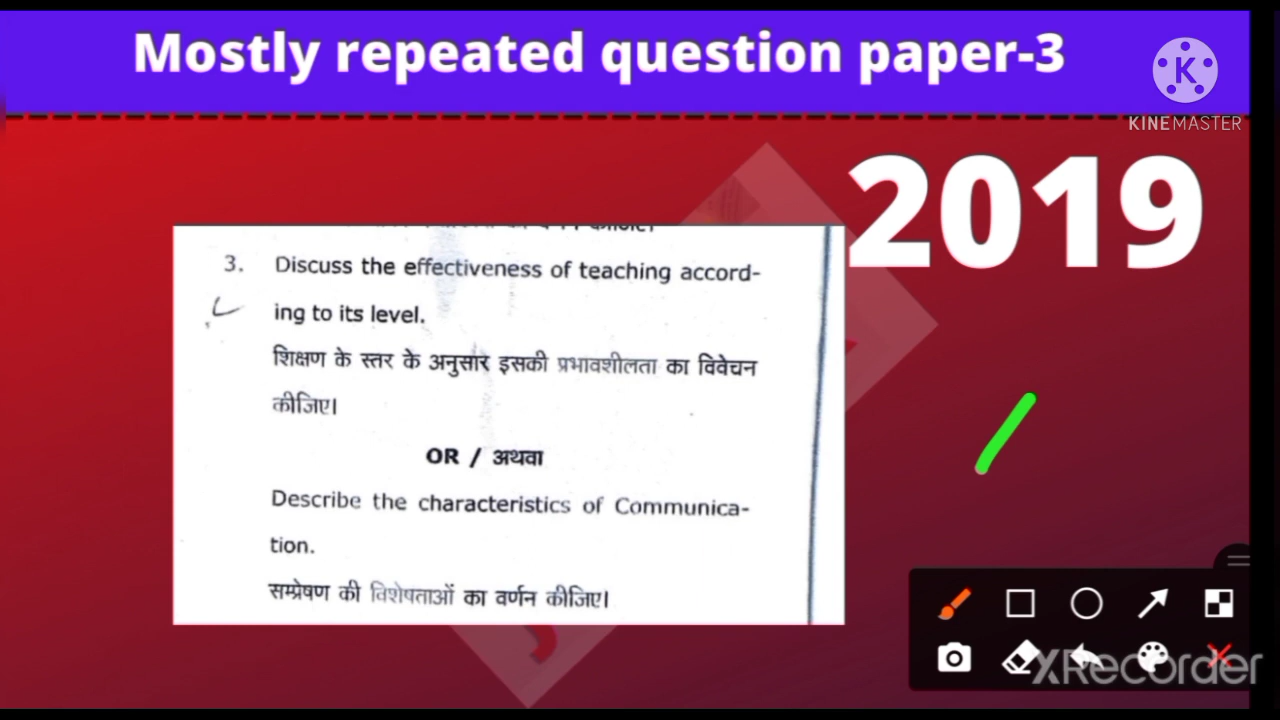 Mostly repeated question paper-3
K
KINEMASTER
2019
3. Discuss the effectiveness of teaching accord-
ing to its level.
शिक्षण के स्तर के अनुसार इसकी प्रभावशीलता का विवेचन
कीजिए।
OR / अथवा
Describe the characteristics of Communica-
tion.
सम्प्रेषण की विशेषताओं का वर्णन कीजिए।
XRecorder